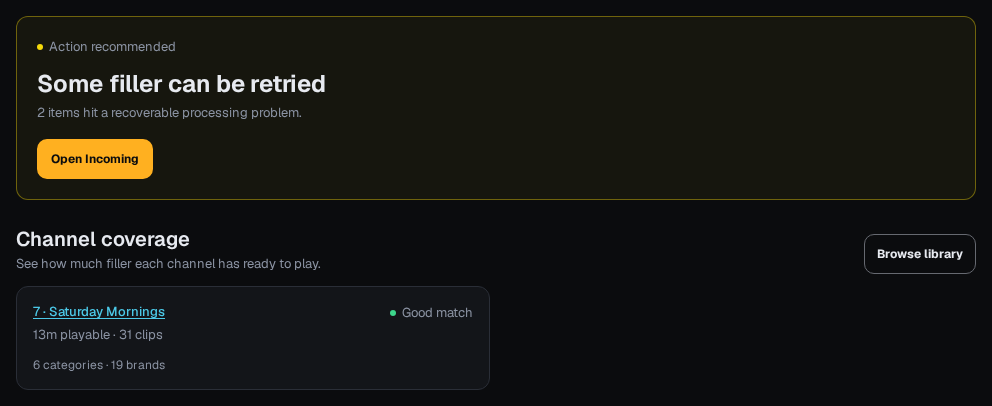 Action recommended
Some filler can be retried
2 items hit a recoverable processing problem.
Open Incoming
Channel coverage
See how much filler each channel has ready to play.
Browse library
7 · Saturday Mornings
Good match
13m playable · 31 clips
6 categories · 19 brands